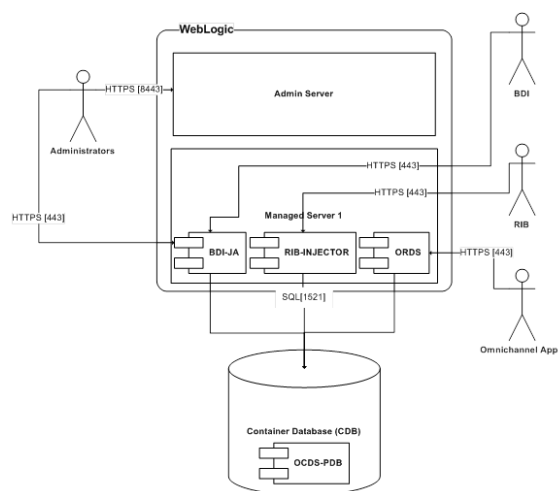 WebLogic
HTTPS [8443]
Admin Server
BDI
Administrators
HTTPS [443]
HTTPS [443]
HTTPS [443]
Managed Server 1
RIB
BDI-JA
RIB-INJECTOR
ORDS
HTTPS [443]
SQL[1521]
Omnichannel App
Container Database (CDB)
OCDS-PDB